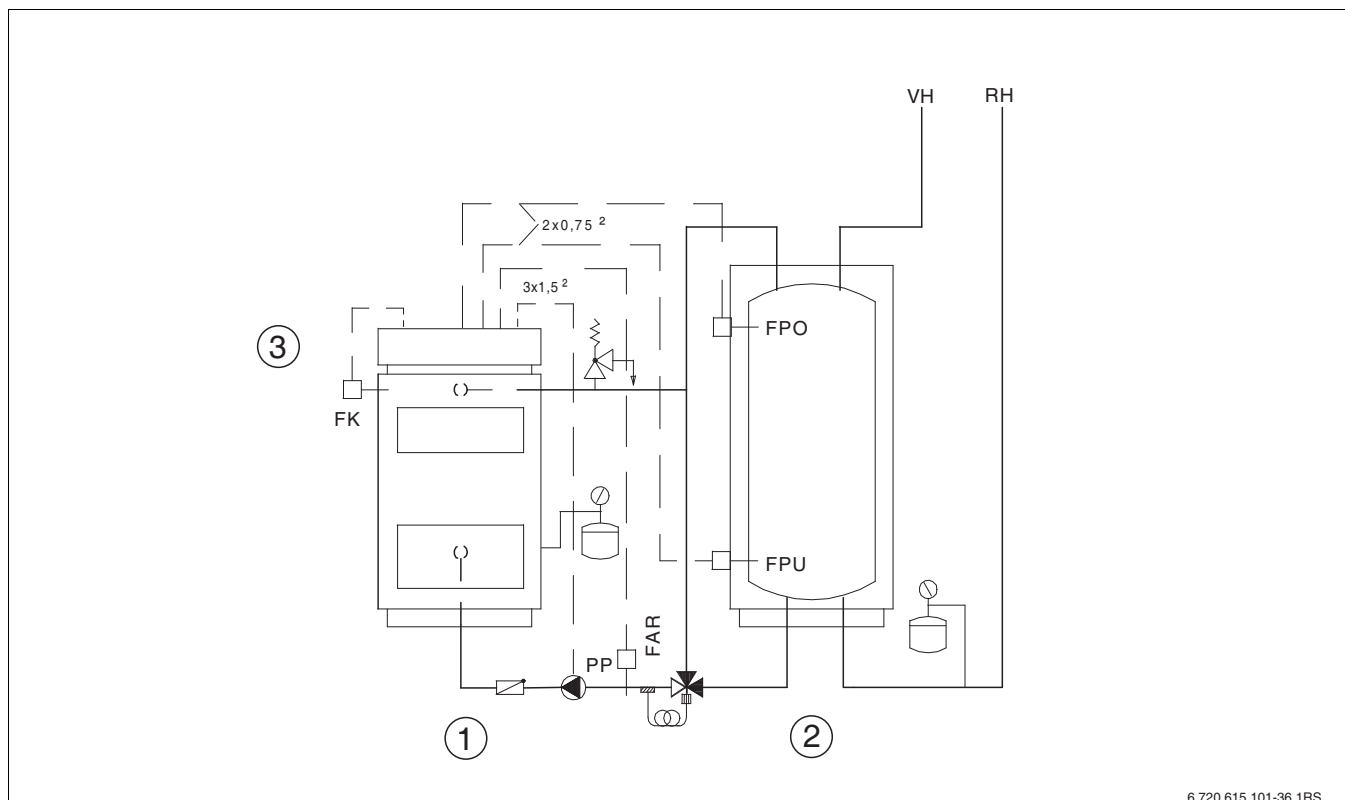 VH
RH
2x0,75 ²
3x1,5 ²
3
FPO
FK
FPU
FAR
PP
1
2
6 720 615 101-36.1RS